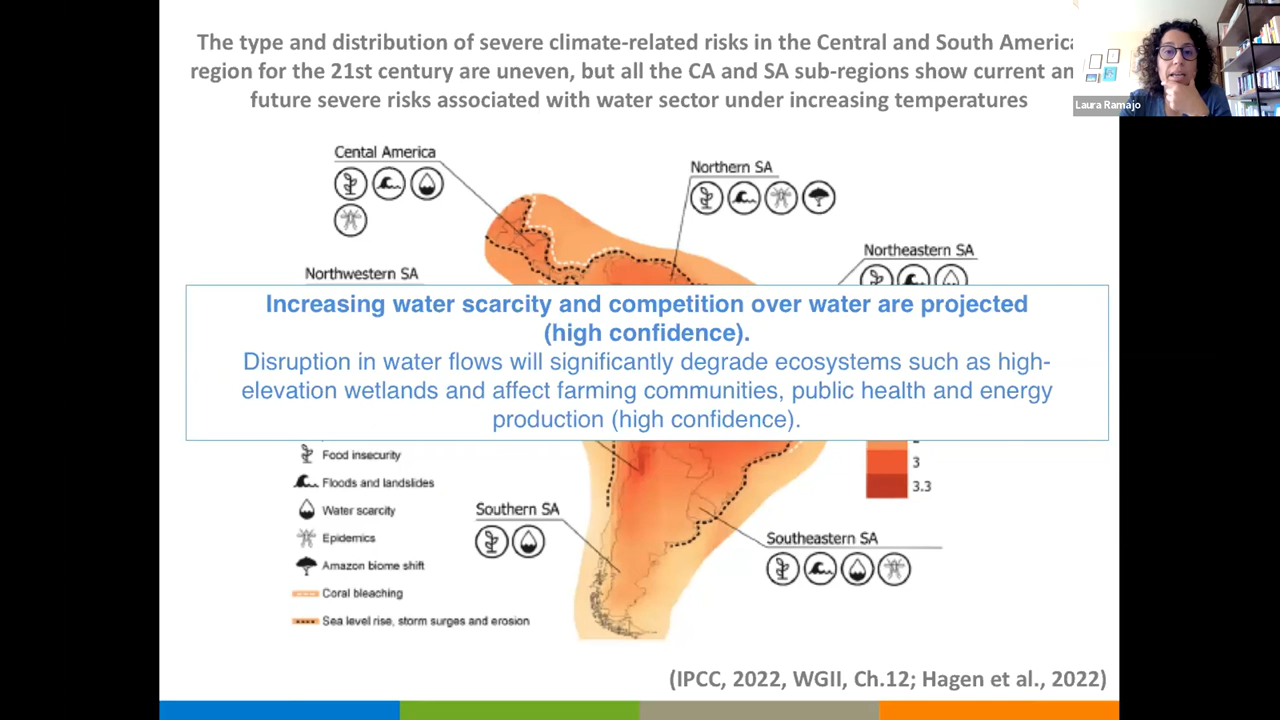 The type and distribution of severe climate-related risks in the Central and South America
region for the 21st century are uneven, but all the CA and SA sub-regions show current an
future severe risks associated with water sector under increasing temperatures
Laura Ramajo
Cental America
Northern SA
Northeastern SA
Northwestern SA
Increasing water scarcity and competition over water are projected
(high confidence).
Disruption in water flows will significantly degrade ecosystems such as high-
elevation wetlands and affect farming communities, public health and energy
production (high confidence).
Food insecurity
Floods and landslides
Water scarcity
Epidemics
Amazon biome shift
Coral bleaching
Sea level rise, storm surges and erosion
3
3.3
Southern SA
Southeastern SA
(IPCC, 2022, WGII, Ch.12; Hagen et al., 2022)